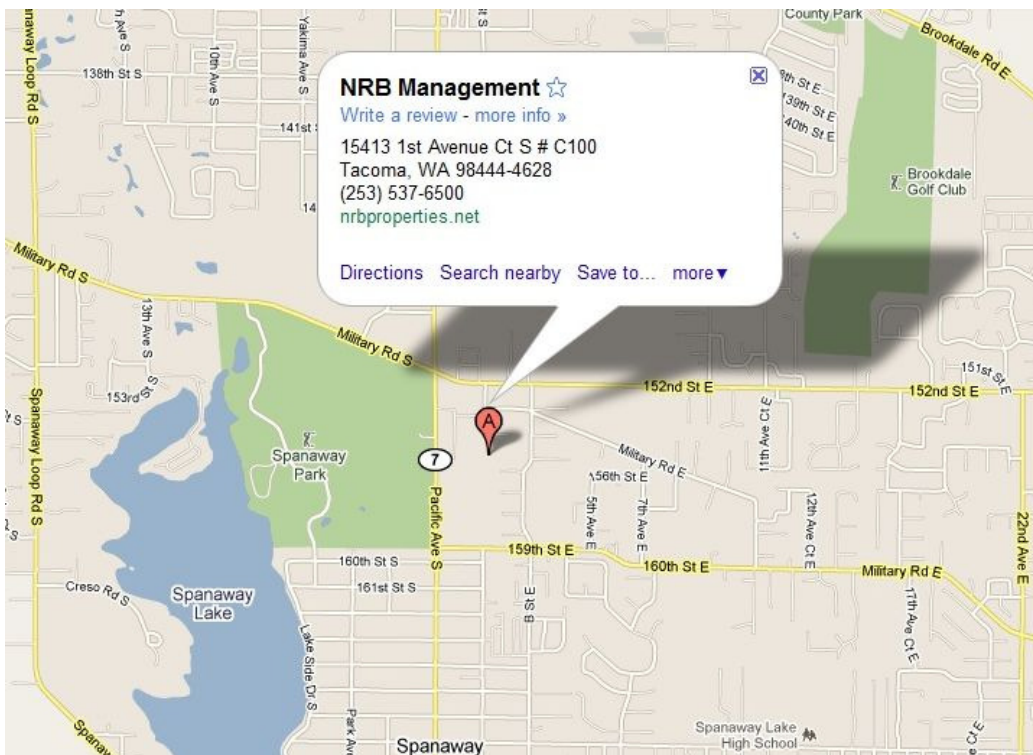 County Park
Brookdale Rd E
Spanaway Loop Rd S
10th Ave S
Yakima Ave S
138th St S
141st
14
139th St E
140th St E
NRB Management
Write a review - more info »
15413 1st Avenue Ct S # C100
Tacoma, WA 98444-4628
(253) 537-6500
nrbproperties.net
Directions Search nearby Save to... more▼
Brookdale
Golf Club
Military Rd S
Military Rd S
13th Ave S
153rd St S
151st St E
152nd St E
152nd St E
A
Spanaway
Park
7
Military Rd E
11th Ave Ct E
156th St E
5th Ave E
7th Ave E
12th Ave Ct E
22nd Ave E
Spanaway Loop Rd S
Pacific Ave S
159th St E
160th St S
160th St E
Military Rd E
161st St S
Creso Rd S
Spanaway
Lake
B St E
17th Ave Ct E
Lake Side Dr S
Park Av
Spanaway
Spanaway Lake
High School